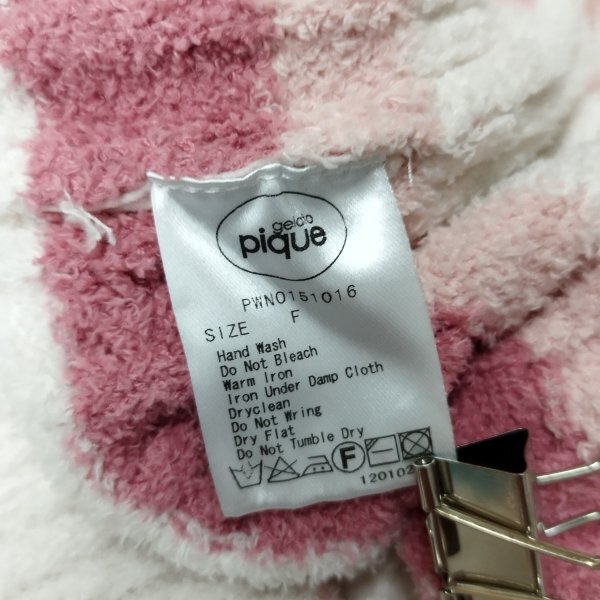 gelato
pique
PWNO151016
SIZE F
Hand Wash
Do Not Bleach
Warm Iron
Iron Under Damp Cloth
Dryclean
Do Not Wring
Dry Flat
Do Not Tumble Dry
F